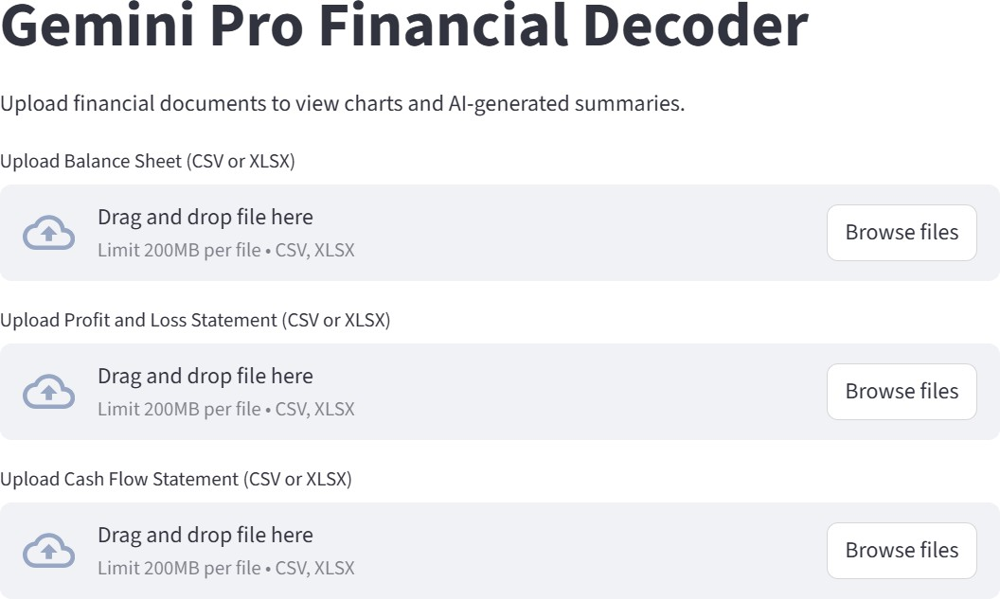 Gemini Pro Financial Decoder
Upload financial documents to view charts and AI-generated summaries.
Upload Balance Sheet (CSV or XLSX)
Drag and drop file here
Limit 200MB per file • CSV, XLSX
Browse files
Upload Profit and Loss Statement (CSV or XLSX)
Drag and drop file here
Limit 200MB per file • CSV, XLSX
Browse files
Upload Cash Flow Statement (CSV or XLSX)
Drag and drop file here
Limit 200MB per file • CSV, XLSX
Browse files